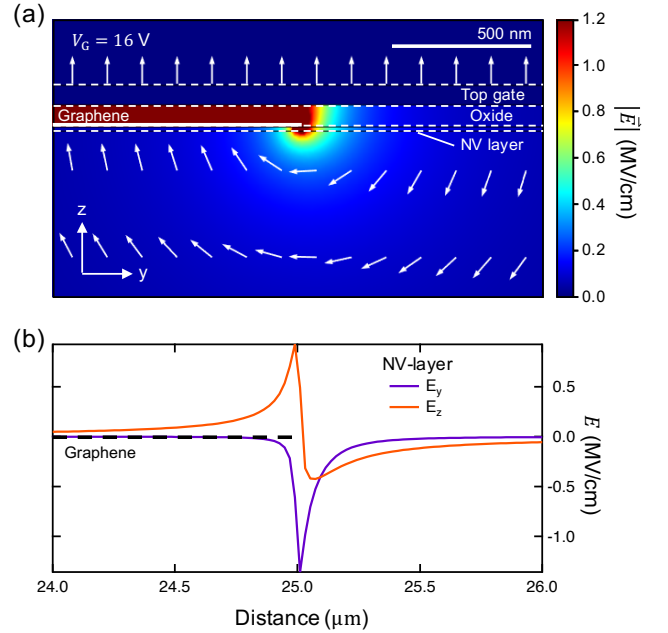 (a)
V_G = 16 V
500 nm
Top gate
Graphene
Oxide
NV layer
z
y
1.2
1.0
0.8
0.6
0.4
0.2
0.0
|E⃗| (MV/cm)
(b)
NV-layer
E_y
E_z
Graphene
0.5
0.0
-0.5
-1.0
E (MV/cm)
24.0 24.5 25.0 25.5 26.0
Distance (μm)